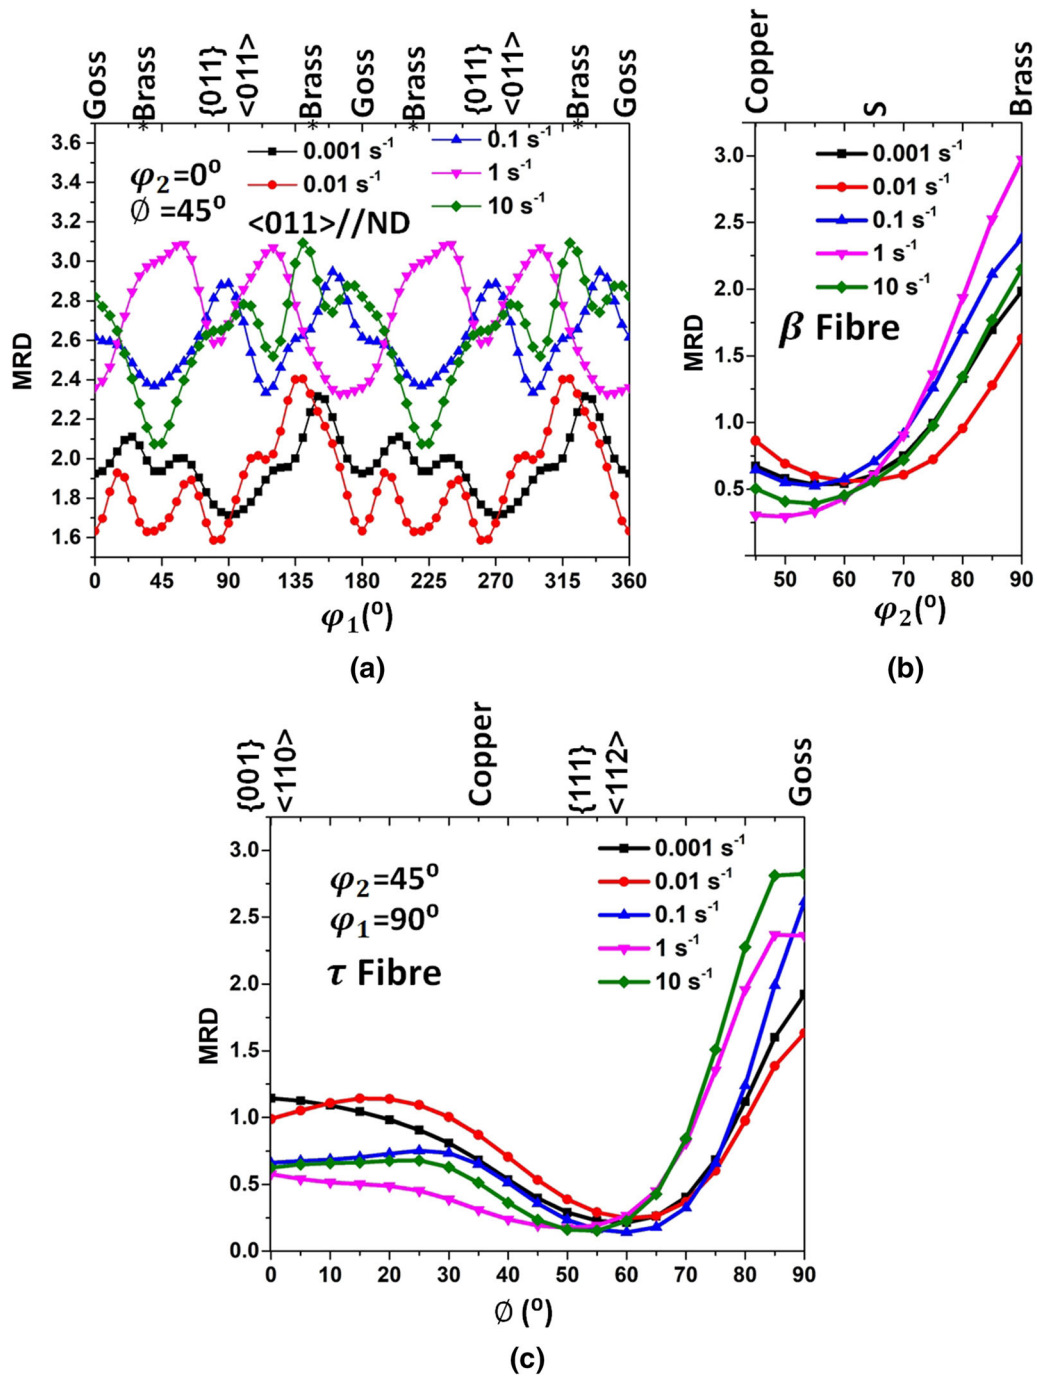 Goss
*Brass
{011}
<011>
*Brass
Goss
*Brass
{011}
<011>
*Brass
Goss
3.6
3.4
3.2
3.0
2.8
2.6
2.4
2.2
2.0
1.8
1.6
MRD
φ₂=0°
∅ =45°
0.001 s⁻¹
0.01 s⁻¹
0.1 s⁻¹
1 s⁻¹
10 s⁻¹
<011>//ND
0 45 90 135 180 225 270 315 360
φ₁(°)
(a)
Copper
S
Brass
3.0
2.5
2.0
1.5
1.0
0.5
MRD
0.001 s⁻¹
0.01 s⁻¹
0.1 s⁻¹
1 s⁻¹
10 s⁻¹
β Fibre
50 60 70 80 90
φ₂(°)
(b)
{001}
<110>
Copper
{111}
<112>
Goss
3.0
2.5
2.0
1.5
1.0
0.5
0.0
MRD
φ₂=45°
φ₁=90°
τ Fibre
0.001 s⁻¹
0.01 s⁻¹
0.1 s⁻¹
1 s⁻¹
10 s⁻¹
0 10 20 30 40 50 60 70 80 90
∅ (°)
(c)